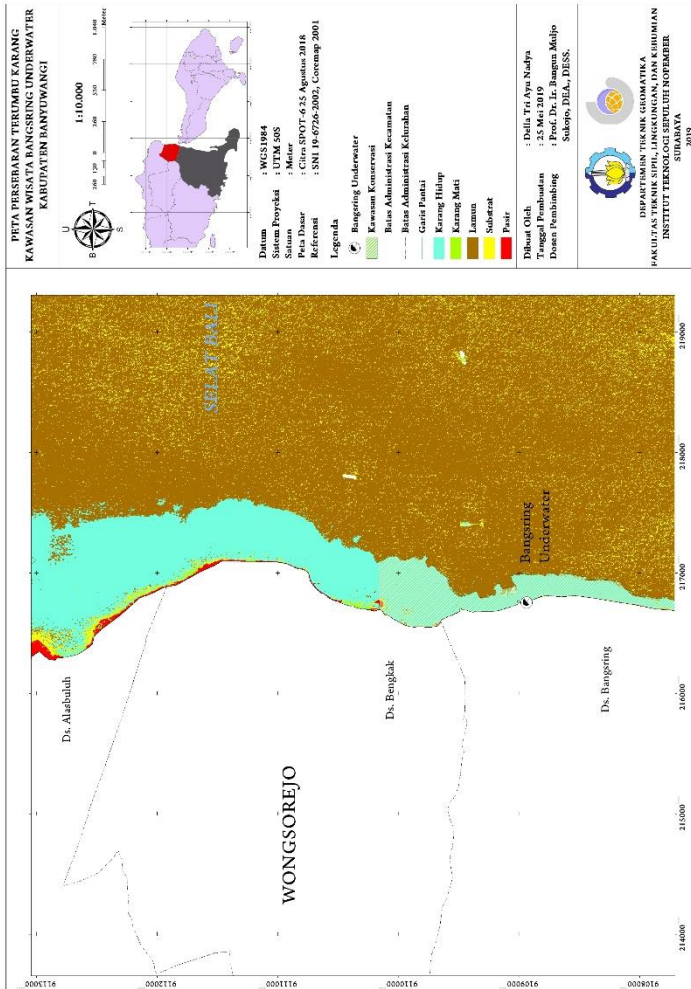 PETA PERSEBARAN TERUMBU KARANG
KAWASAN WISATA BANGSRING UNDERWATER
KABUPATEN BANYUWANGI
U
B
T
S
1:10.000
Meter
Datum : WGS1984
Sistem Proyeksi : UTM 50S
Satuan : Meter
Peta Dasar : Citra SPOT-6 25 Agustus 2018
Referensi : SNI 19-6726-2002, Coremap 2001
Legenda
Bangsring Underwater
Kawasan Konservasi
Batas Administrasi Kecamatan
Batas Administrasi Kelurahan
Garis Pantai
Karang Hidup
Karang Mati
Lamun
Substrat
Pasir
Dibuat Oleh : Della Tri Ayu Nadya
Tanggal Pembuatan : 25 Mei 2019
Dosen Pembimbing : Prof. Dr. Ir. Bangun Muljo
Sukojo, DEA., DESS.
DEPARTEMEN TEKNIK GEOMATIKA
FAKULTAS TEKNIK SIPIL, LINGKUNGAN, DAN KEBUMIAN
INSTITUT TEKNOLOGI SEPULUH NOPEMBER
SURABAYA
2019
SELAT BALI
Bangsring
Underwater
Ds. Alasbuluh
Ds. Bengkak
Ds. Bangsring
WONGSOREJO
214000
215000
216000
217000
218000
219000
9113000
9112000
9111000
9110000
9109000
9108000